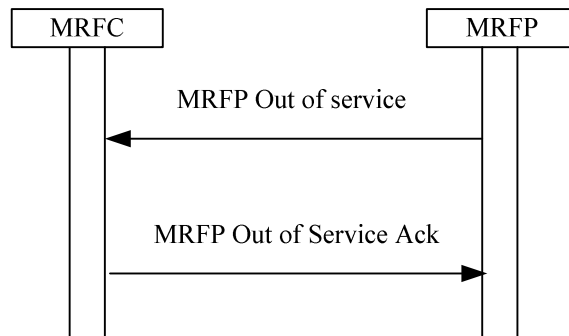 MRFC
MRFP
MRFP Out of service
MRFP Out of Service Ack